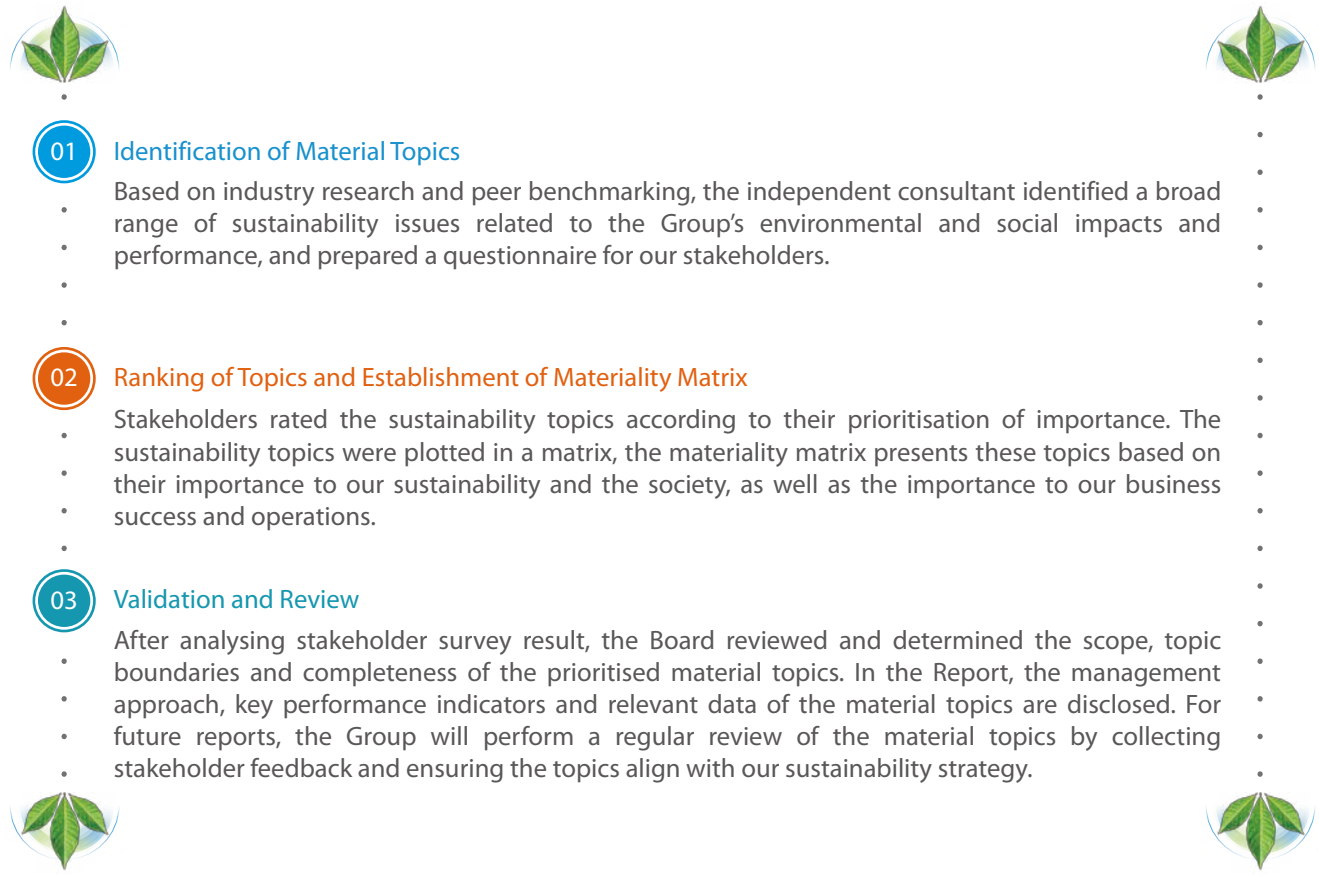 01
Identification of Material Topics
Based on industry research and peer benchmarking, the independent consultant identified a broad
range of sustainability issues related to the Group’s environmental and social impacts and
performance, and prepared a questionnaire for our stakeholders.
02
Ranking of Topics and Establishment of Materiality Matrix
Stakeholders rated the sustainability topics according to their prioritisation of importance. The
sustainability topics were plotted in a matrix, the materiality matrix presents these topics based on
their importance to our sustainability and the society, as well as the importance to our business
success and operations.
03
Validation and Review
After analysing stakeholder survey result, the Board reviewed and determined the scope, topic
boundaries and completeness of the prioritised material topics. In the Report, the management
approach, key performance indicators and relevant data of the material topics are disclosed. For
future reports, the Group will perform a regular review of the material topics by collecting
stakeholder feedback and ensuring the topics align with our sustainability strategy.